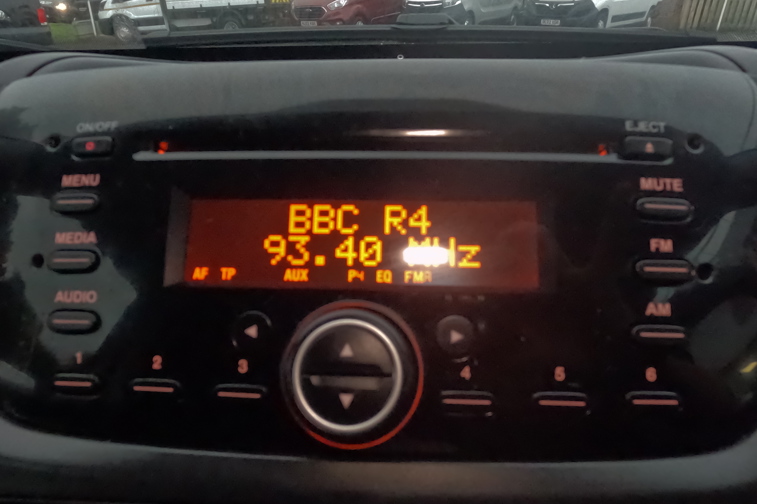 ON/OFF
EJECT
MENU
MUTE
BBC R4
MEDIA
93.40 MHz
FM
AF TP AUX P4 EQ FMA
AUDIO
AM
1 2 3 4 5 6